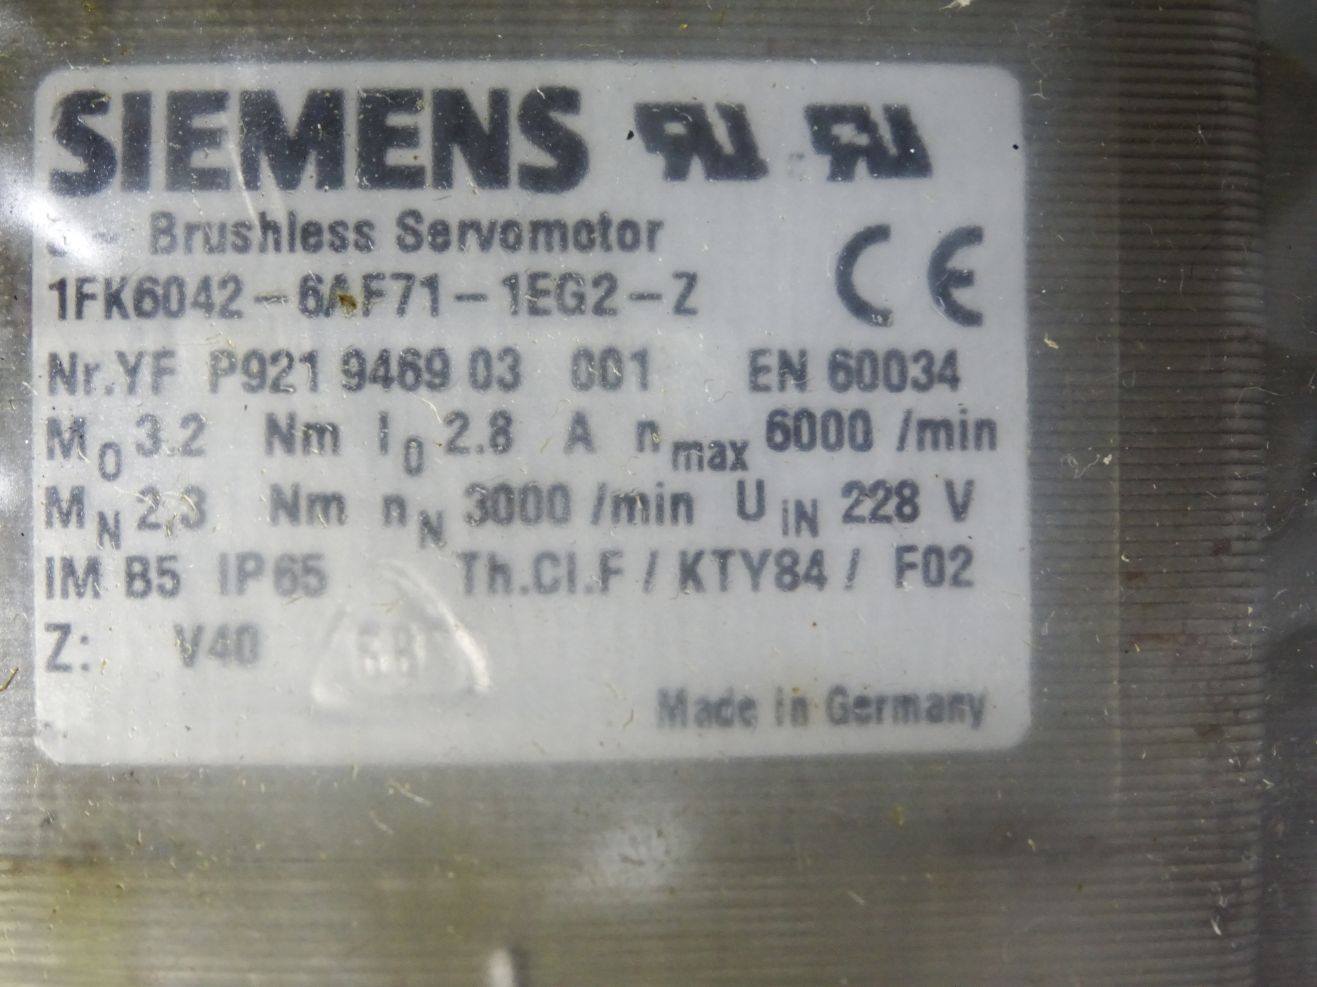 SIEMENS
3~ Brushless Servomotor
1FK6042-6AF71-1EG2-Z
Nr.YF P921 9469 03 001 EN 60034
M0 3.2 Nm I0 2.8 A nmax 6000 /min
MN 2,3 Nm nN 3000 /min UiN 228 V
IM B5 IP65 Th.Cl.F / KTY84 / F02
Z: V40
Made in Germany
CE